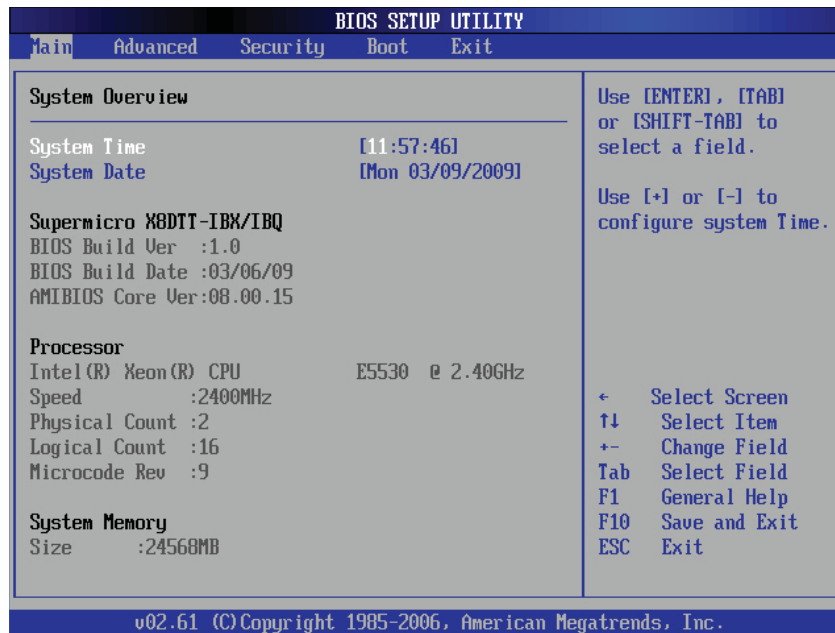 BIOS SETUP UTILITY
Main Advanced Security Boot Exit
System Overview
System Time [11:57:46]
System Date [Mon 03/09/2009]
Supermicro X8DTT-IBX/IBQ
BIOS Build Ver :1.0
BIOS Build Date :03/06/09
AMIBIOS Core Ver:08.00.15
Processor
Intel(R) Xeon(R) CPU E5530 @ 2.40GHz
Speed :2400MHz
Physical Count :2
Logical Count :16
Microcode Rev :9
System Memory
Size :24568MB
Use [ENTER], [TAB]
or [SHIFT-TAB] to
select a field.
Use [+] or [-] to
configure system Time.
← Select Screen
↑↓ Select Item
+- Change Field
Tab Select Field
F1 General Help
F10 Save and Exit
ESC Exit
v02.61 (C)Copyright 1985-2006, American Megatrends, Inc.